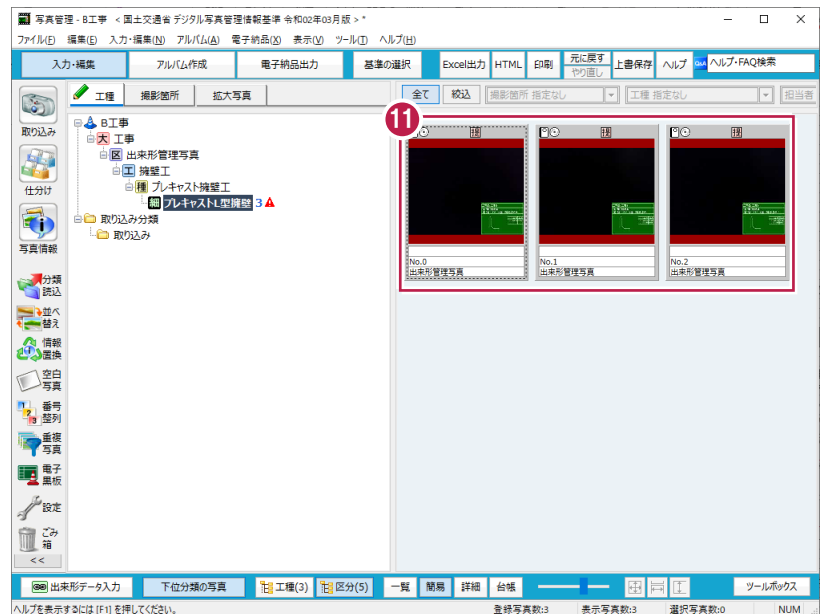 写真管理 - B工事 <国土交通省 デジタル写真管理情報基準 令和02年03月版 > *
ファイル(F) 編集(E) 入力・編集(N) アルバム(A) 電子納品(X) 表示(V) ツール(T) ヘルプ(H)
入力・編集 アルバム作成 電子納品出力 基準の選択 Excel出力 HTML 印刷 元に戻す やり直し 上書保存 ヘルプ Q&A ヘルプ・FAQ検索
取り込み
仕分け
写真情報
分類読込
並べ替え
情報置換
空白写真
番号整列
重複写真
電子黒板
設定
ごみ箱
<<
工種 撮影箇所 拡大写真
B工事
大 工事
区 出来形管理写真
工 擁壁工
種 プレキャスト擁壁工
細 プレキャストL型擁壁 3
取り込み分類
取り込み
全て 絞込 撮影箇所 指定なし 工種 指定なし 担当者
11
提 提 提
No.0 No.1 No.2
出来形管理写真 出来形管理写真 出来形管理写真
出来形データ入力 下位分類の写真 工種(3) 区分(5) 一覧 簡易 詳細 台帳 ツールボックス
ヘルプを表示するには [F1] を押してください。 登録写真数:3 表示写真数:3 選択写真数:0 NUM